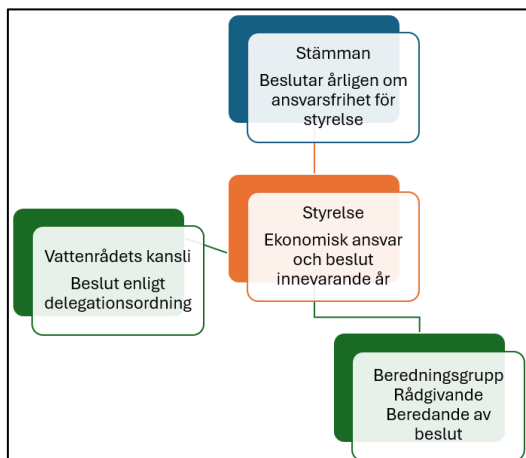 Stämman
Beslutar årligen om
ansvarsfrihet för
styrelse
Styrelse
Ekonomisk ansvar
och beslut
innevarande år
Vattenrådets kansli
Beslut enligt
delegationsordning
Beredningsgrupp
Rådgivande
Beredande av
beslut